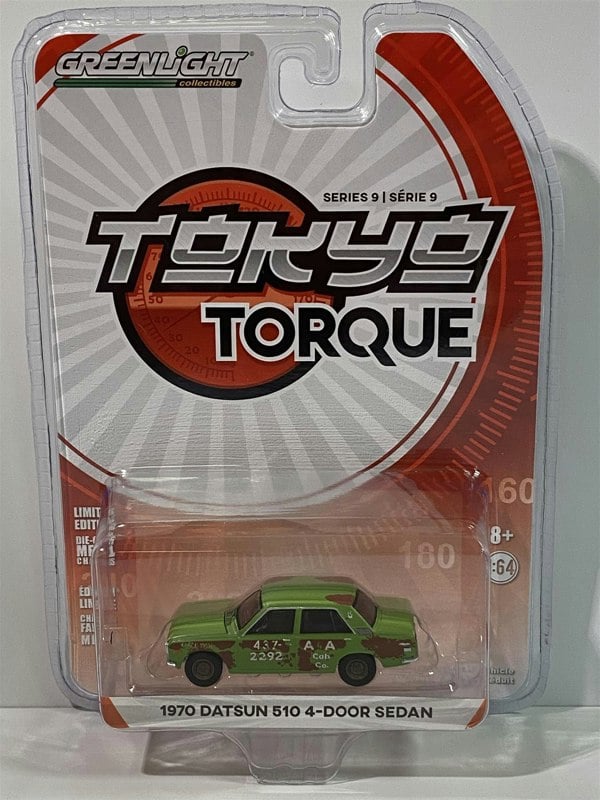 GREENLIGHT
collectibles
SERIES 9 | SÉRIE 9
TOKYO
TORQUE
50
160
180
8+
:64
437-
2292
A A
Cab
Co.
1970 DATSUN 510 4-DOOR SEDAN